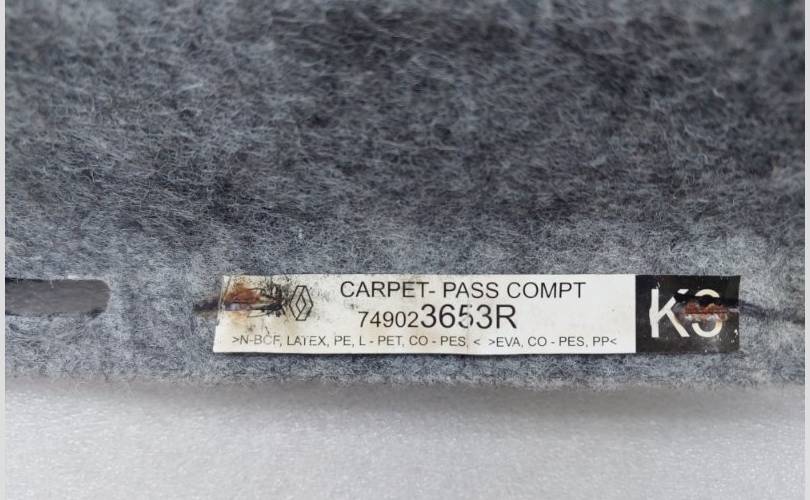 CARPET- PASS COMPT
749023653R
>N-BCF, LATEX, PE, L - PET, CO - PES, < >EVA, CO - PES, PP<
KS